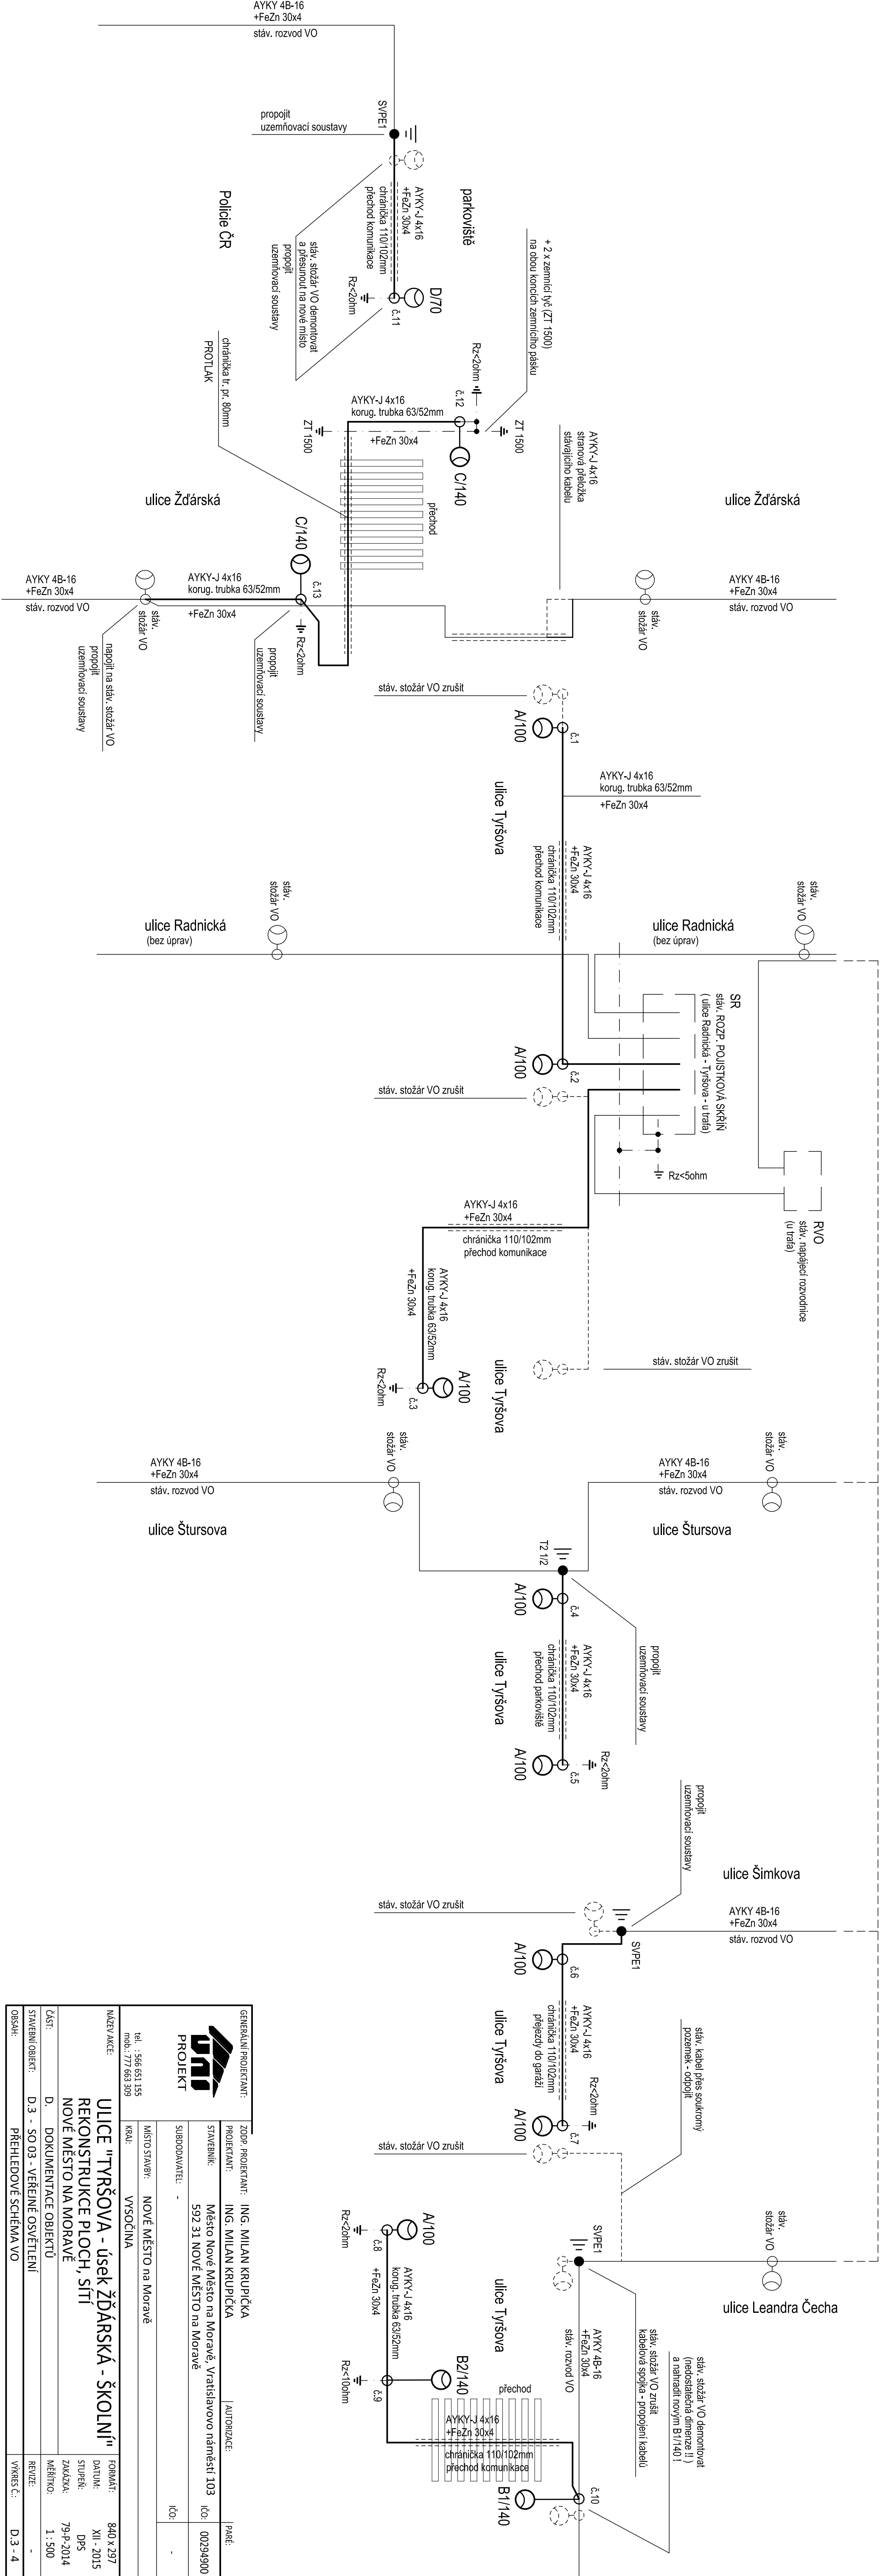 AYKY 4B-16
+FeZn 30x4
stáv. rozvod VO
SVPE1
propojit
uzemňovací soustavy
AYKY-J 4x16
+FeZn 30x4
chránička 110/102mm
přechod komunikace
parkoviště
Policie ČR
stáv. stožár VO demontovat
a přesunout na nové místo
propojit
uzemňovací soustavy
Rz<2ohm
D/70
č.11
+ 2 x zemnící tyč (ZT 1500)
na obou koncích zemnícího pásku
chránička tr. pr. 80mm
PROTLAK
Rz<2ohm
AYKY-J 4x16
korug. trubka 63/52mm
č.12
ZT 1500
+FeZn 30x4
ZT 1500
C/140
AYKY-J 4x16
stranová přeložka
stávajícího kabelu
přechod
ulice Žďárská
ulice Žďárská
C/140
č.13
AYKY 4B-16
+FeZn 30x4
stáv. rozvod VO
AYKY-J 4x16
korug. trubka 63/52mm
+FeZn 30x4
AYKY 4B-16
+FeZn 30x4
stáv. rozvod VO
stáv.
stožár VO
Rz<2ohm
stáv.
stožár VO
napojit na stáv. stožár VO
propojit
uzemňovací soustavy
propojit
uzemňovací soustavy
stáv. stožár VO zrušit
A/100
č.1
AYKY-J 4x16
korug. trubka 63/52mm
+FeZn 30x4
ulice Tyršova
AYKY-J 4x16
+FeZn 30x4
chránička 110/102mm
přechod komunikace
stáv.
stožár VO
stáv.
stožár VO
ulice Radnická
(bez úprav)
ulice Radnická
(bez úprav)
SR
stáv. ROZP. POJISTKOVÁ SKŘÍŇ
( ulice Radnická - Tyršova - u trafa)
A/100
č.2
stáv. stožár VO zrušit
Rz<5ohm
AYKY-J 4x16
+FeZn 30x4
chránička 110/102mm
přechod komunikace
RVO
stáv. napájecí rozvodnice
(u trafa)
AYKY-J 4x16
korug. trubka 63/52mm
+FeZn 30x4
ulice Tyršova
stáv. stožár VO zrušit
Rz<2ohm
A/100
č.3
stáv.
stožár VO
stáv.
stožár VO
AYKY 4B-16
+FeZn 30x4
stáv. rozvod VO
AYKY 4B-16
+FeZn 30x4
stáv. rozvod VO
ulice Štursova
ulice Štursova
T2 1/2
A/100
č.4
propojit
uzemňovací soustavy
ulice Tyršova
AYKY-J 4x16
+FeZn 30x4
chránička 110/102mm
přechod parkoviště
A/100
č.5
Rz<2ohm
propojit
uzemňovací soustavy
ulice Šimkova
stáv. stožár VO zrušit
AYKY 4B-16
+FeZn 30x4
stáv. rozvod VO
SVPE1
A/100
č.6
ulice Tyršova
AYKY-J 4x16
+FeZn 30x4
chránička 110/102mm
přejezdy do garáží
stáv. kabel přes soukromý
pozemek - odpojit
Rz<2ohm
A/100
č.7
stáv. stožár VO zrušit
Rz<2ohm
A/100
č.8
SVPE1
stáv.
stožár VO
ulice Leandra Čecha
AYKY-J 4x16
korug. trubka 63/52mm
+FeZn 30x4
ulice Tyršova
AYKY 4B-16
+FeZn 30x4
stáv. rozvod VO
stáv. stožár VO zrušit
kabelová spojka - propojení kabelů
stáv. stožár VO demontovat
(nedostatečná dimenze !! )
a nahradit novým B1/140 !
Rz<10ohm
B2/140
č.9
přechod
AYKY-J 4x16
+FeZn 30x4
chránička 110/102mm
přechod komunikace
B1/140
č.10
GENERÁLNÍ PROJEKTANT:
UNI
PROJEKT
tel. : 566 651 155
mob.: 777 663 309
ZODP. PROJEKTANT: ING. MILAN KRUPIČKA
PROJEKTANT: ING. MILAN KRUPIČKA
AUTORIZACE:
PARÉ:
STAVEBNÍK: Město Nové Město na Moravě, Vratislavovo náměstí 103
592 31 NOVÉ MĚSTO na Moravě
IČO: 00294900
SUBDODAVATEL: -
IČO: -
MÍSTO STAVBY: NOVÉ MĚSTO na Moravě
KRAJ: VYSOČINA
NÁZEV AKCE: ULICE "TYRŠOVA - úsek ŽĎÁRSKÁ - ŠKOLNÍ"
REKONSTRUKCE PLOCH, SÍTÍ
NOVÉ MĚSTO NA MORAVĚ
FORMÁT: 840 x 297
DATUM: XII - 2015
STUPEŇ: DPS
ZAKÁZKA: 79-P-2014
ČÁST: D. DOKUMENTACE OBJEKTŮ
MĚŘÍTKO: 1 : 500
STAVEBNÍ OBJEKT: D.3 - SO 03 - VEŘEJNÉ OSVĚTLENÍ
REVIZE: -
OBSAH: PŘEHLEDOVÉ SCHÉMA VO
VÝKRES Č.: D.3 - 4